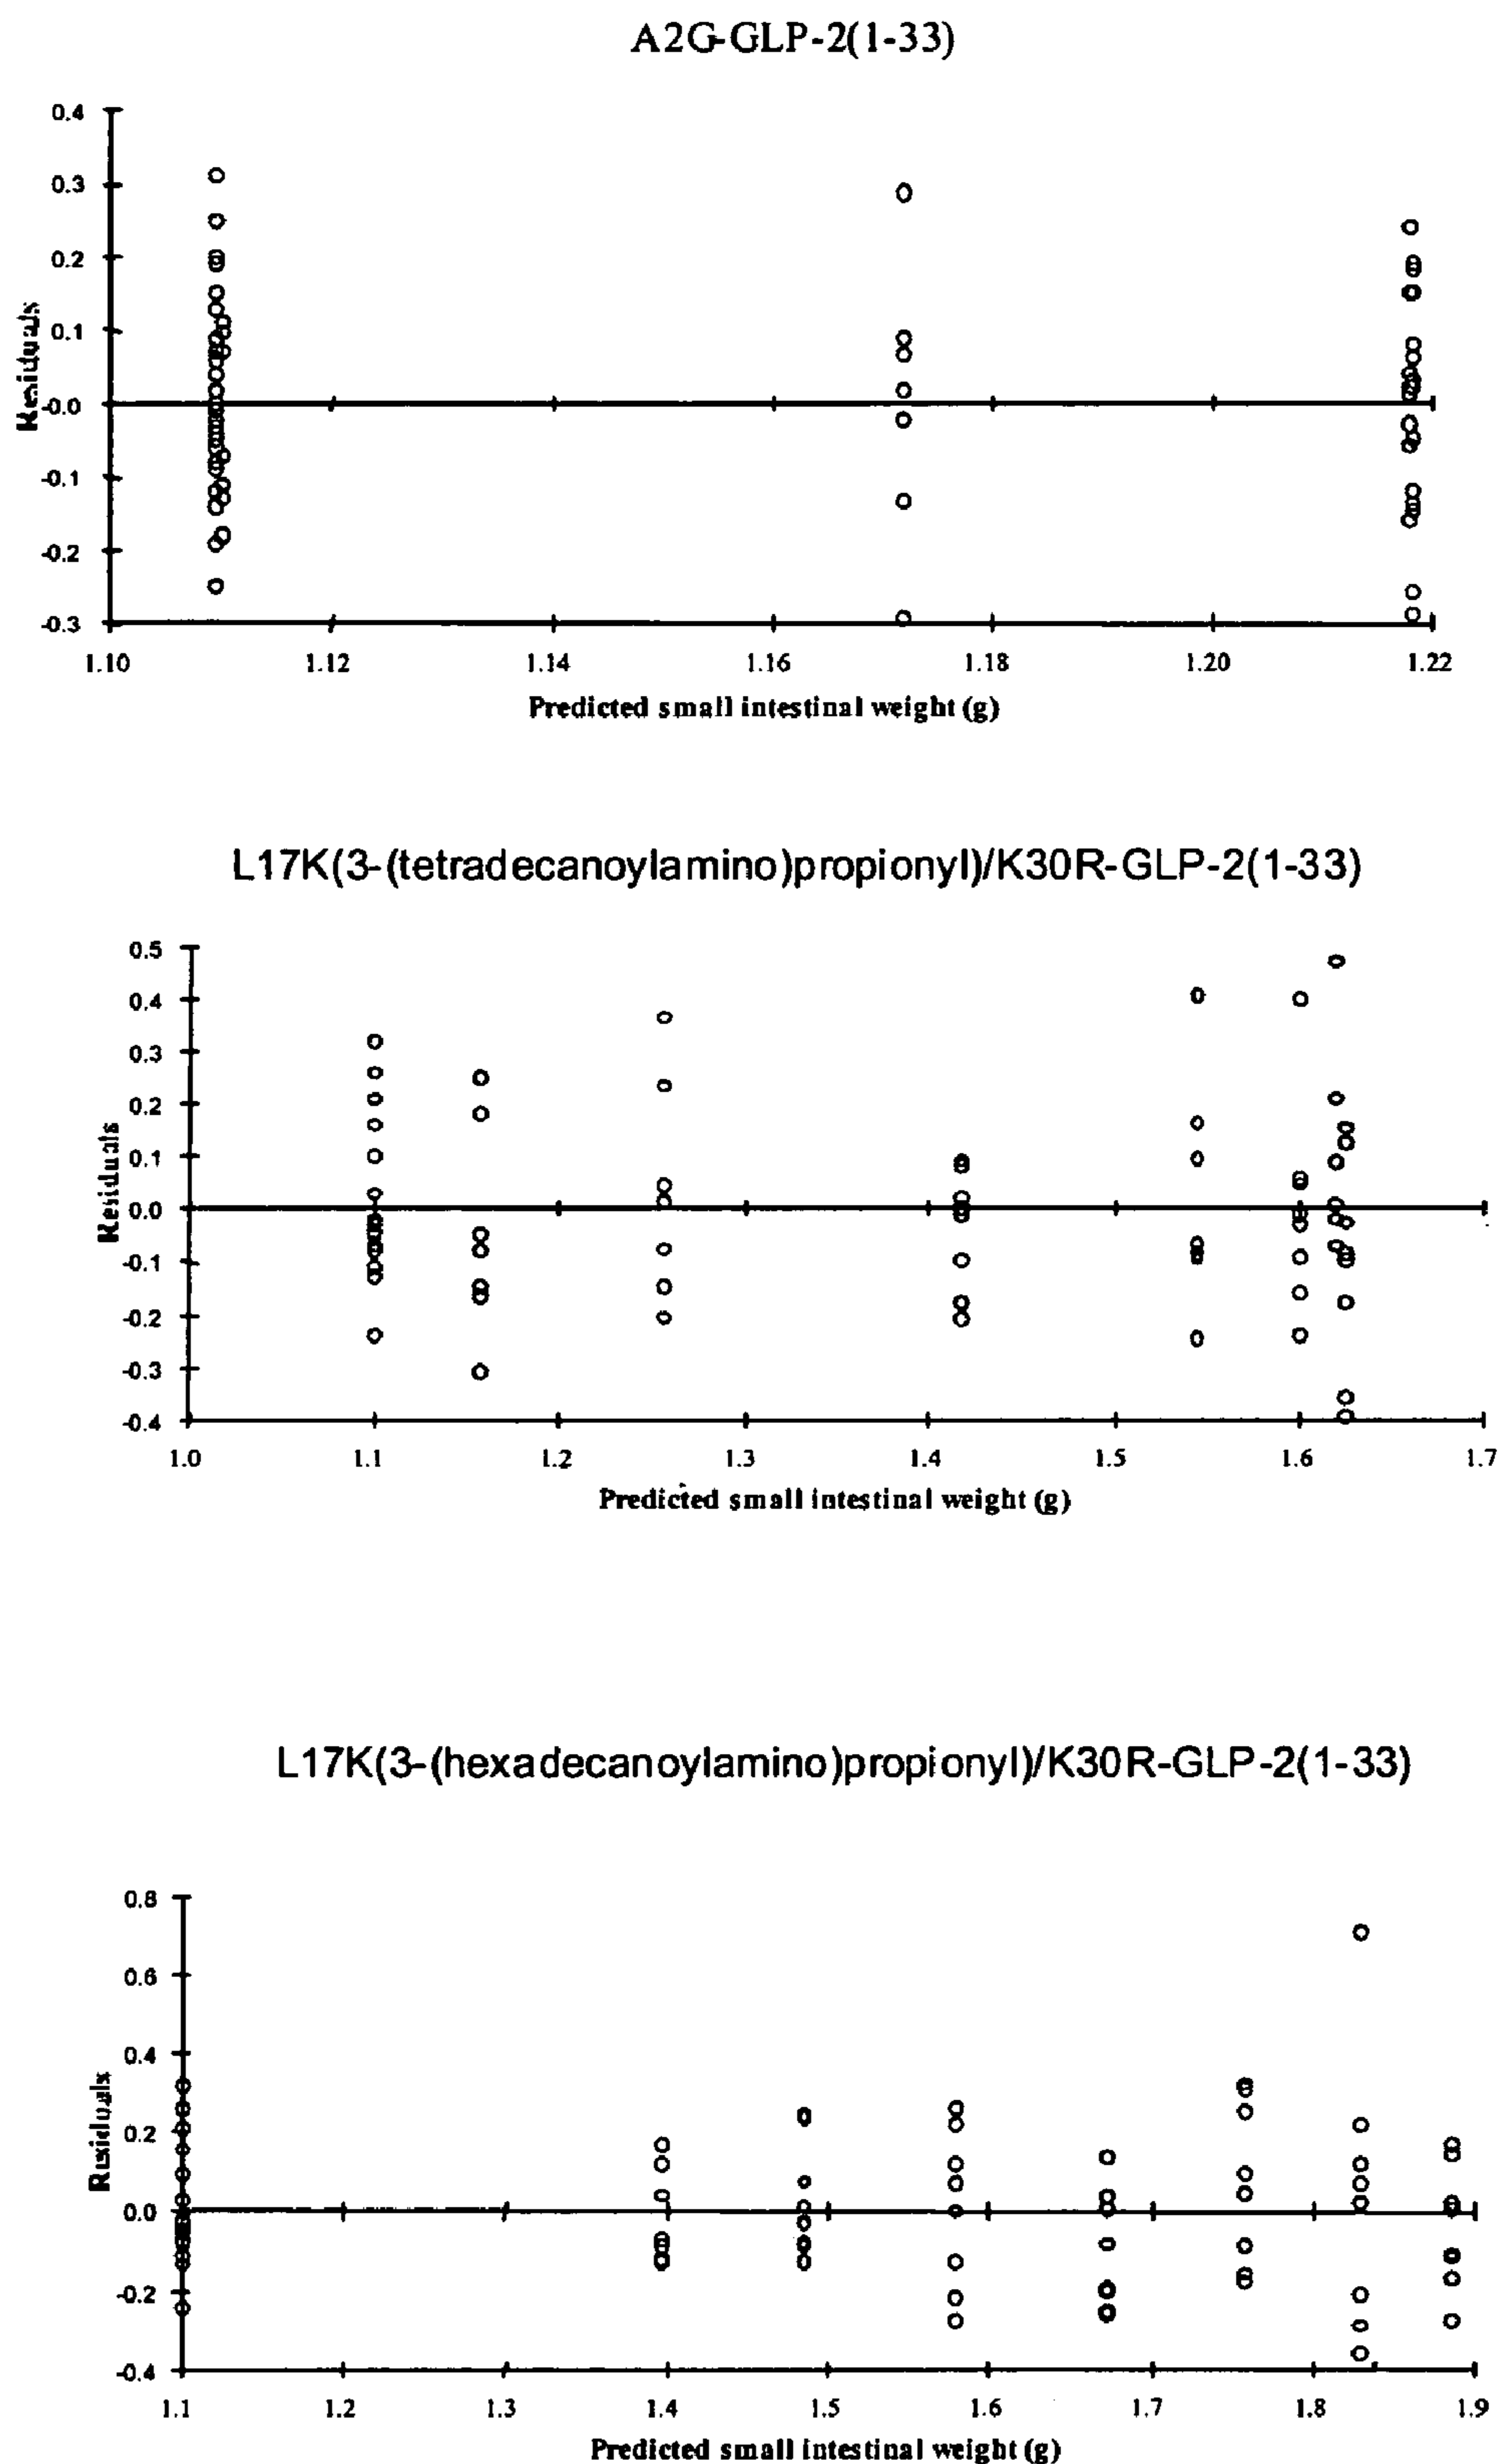 A2G-GLP-2(1-33)
0.4
0.3
0.2
0.1
-0.0
-0.1
-0.2
-0.3
Residuals
1.10 1.12 1.14 1.16 1.18 1.20 1.22
Predicted small intestinal weight (g)
L17K(3-(tetradecanoylamino)propionyl)/K30R-GLP-2(1-33)
0.5
0.4
0.3
0.2
0.1
0.0
-0.1
-0.2
-0.3
-0.4
Residuals
1.0 1.1 1.2 1.3 1.4 1.5 1.6 1.7
Predicted small intestinal weight (g)
L17K(3-(hexadecanoylamino)propionyl)/K30R-GLP-2(1-33)
0.8
0.6
0.4
0.2
0.0
-0.2
-0.4
Residuals
1.1 1.2 1.3 1.4 1.5 1.6 1.7 1.8 1.9
Predicted small intestinal weight (g)